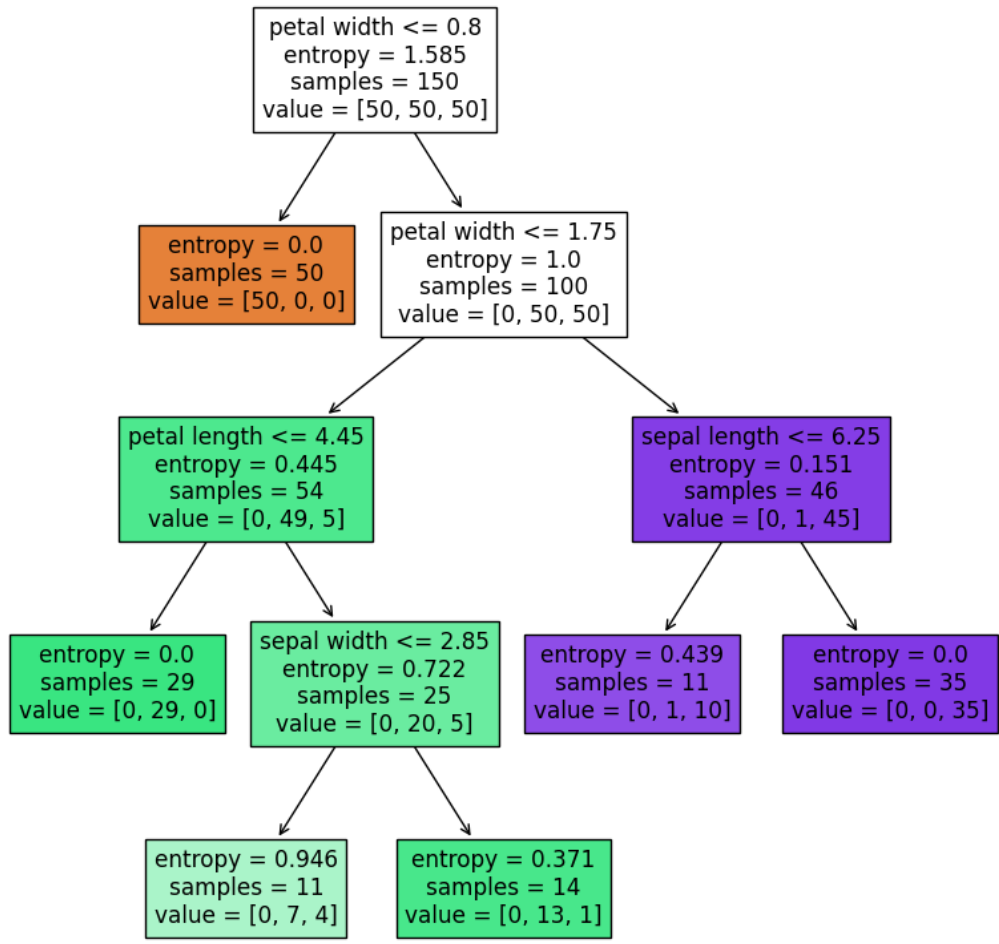 petal width <= 0.8
entropy = 1.585
samples = 150
value = [50, 50, 50]
entropy = 0.0
samples = 50
value = [50, 0, 0]
petal width <= 1.75
entropy = 1.0
samples = 100
value = [0, 50, 50]
petal length <= 4.45
entropy = 0.445
samples = 54
value = [0, 49, 5]
sepal length <= 6.25
entropy = 0.151
samples = 46
value = [0, 1, 45]
entropy = 0.0
samples = 29
value = [0, 29, 0]
sepal width <= 2.85
entropy = 0.722
samples = 25
value = [0, 20, 5]
entropy = 0.439
samples = 11
value = [0, 1, 10]
entropy = 0.0
samples = 35
value = [0, 0, 35]
entropy = 0.946
samples = 11
value = [0, 7, 4]
entropy = 0.371
samples = 14
value = [0, 13, 1]